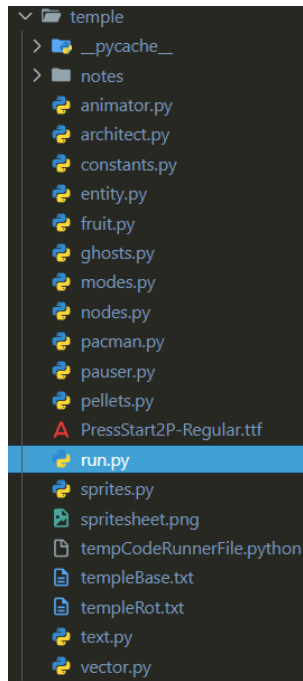 temple
__pycache__
notes
animator.py
architect.py
constants.py
entity.py
fruit.py
ghosts.py
modes.py
nodes.py
pacman.py
pauser.py
pellets.py
PressStart2P-Regular.ttf
run.py
sprites.py
spritesheet.png
tempCodeRunnerFile.python
templeBase.txt
templeRot.txt
text.py
vector.py